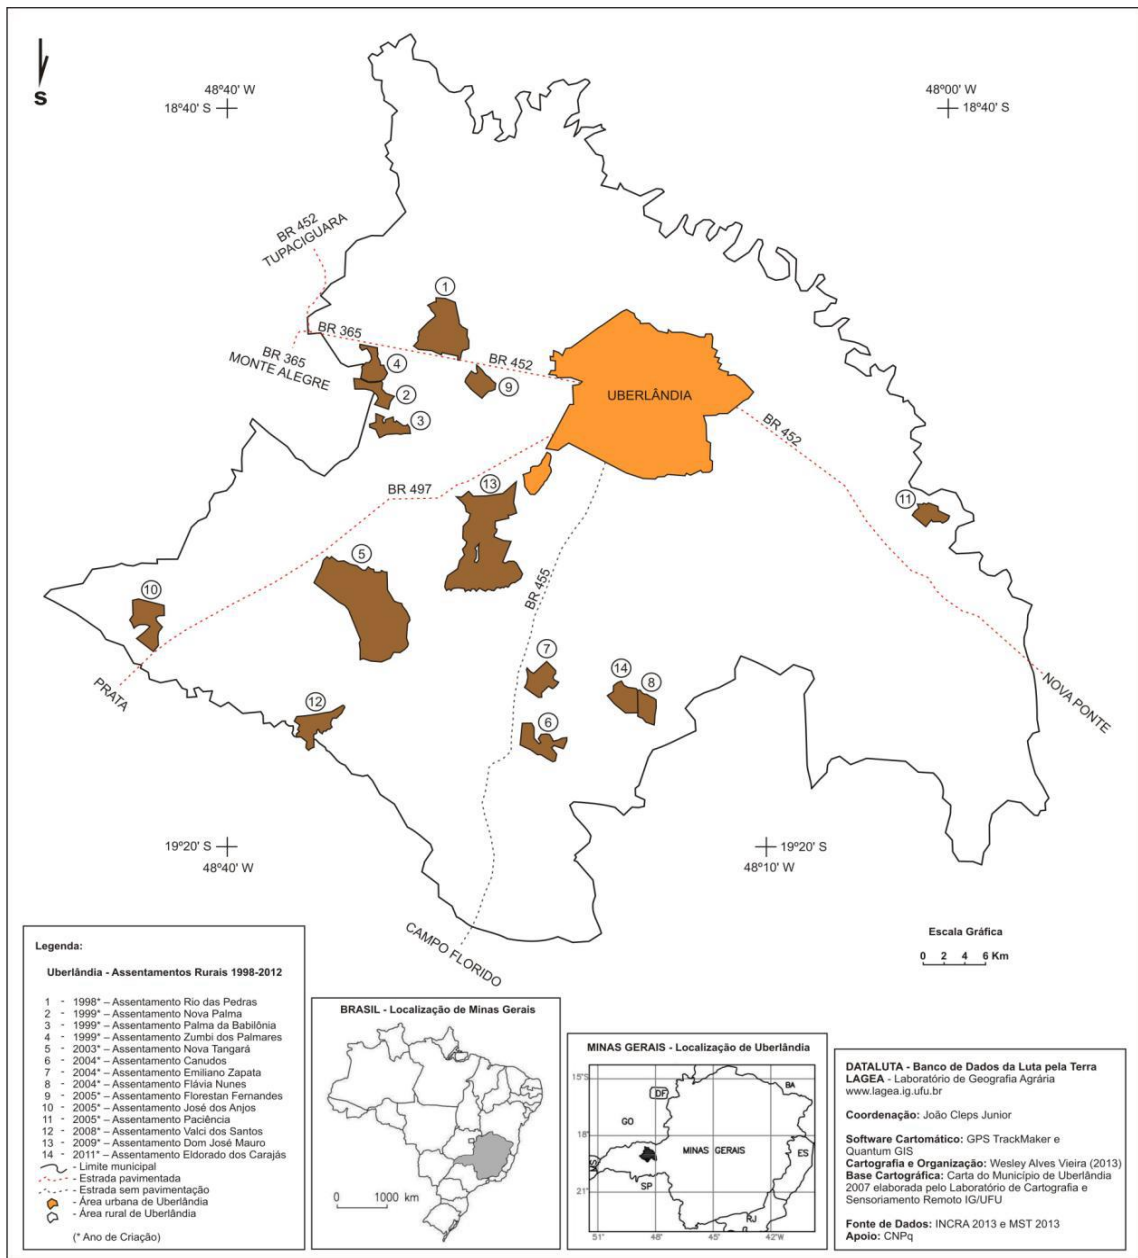 S
48º40' W
18º40' S
48º00' W
18º40' S
BR 452
TUPACIGUARA
1
BR 365
BR 365
MONTE ALEGRE
BR 452
4
9
2
3
UBERLÂNDIA
BR 452
BR 497
13
11
5
10
BR 455
7
14
8
PRATA
12
6
NOVA PONTE
19º20' S
48º40' W
19º20' S
48º10' W
CAMPO FLORIDO
Escala Gráfica
0 2 4 6 Km
Legenda:
Uberlândia - Assentamentos Rurais 1998-2012
1 - 1998* – Assentamento Rio das Pedras
2 - 1999* – Assentamento Nova Palma
3 - 1999* – Assentamento Palma da Babilônia
4 - 1999* – Assentamento Zumbi dos Palmares
5 - 2003* – Assentamento Nova Tangará
6 - 2004* – Assentamento Canudos
7 - 2004* – Assentamento Emiliano Zapata
8 - 2004* – Assentamento Flávia Nunes
9 - 2005* – Assentamento Florestan Fernandes
10 - 2005* – Assentamento José dos Anjos
11 - 2005* – Assentamento Paciência
12 - 2008* – Assentamento Valci dos Santos
13 - 2009* – Assentamento Dom José Mauro
14 - 2011* – Assentamento Eldorado dos Carajás
- Limite municipal
- Estrada pavimentada
- Estrada sem pavimentação
- Área urbana de Uberlândia
- Área rural de Uberlândia
(* Ano de Criação)
BRASIL - Localização de Minas Gerais
0 1000 km
MINAS GERAIS - Localização de Uberlândia
15ºS
DF
BA
GO
18º
MINAS GERAIS
ES
MS
SP
21º
RJ
51º 48º 45º 42ºW
DATALUTA - Banco de Dados da Luta pela Terra
LAGEA - Laboratório de Geografia Agrária
www.lagea.ig.ufu.br
Coordenação: João Cleps Junior
Software Cartomático: GPS TrackMaker e
Quantum GIS
Cartografia e Organização: Wesley Alves Vieira (2013)
Base Cartográfica: Carta do Município de Uberlândia
2007 elaborada pelo Laboratório de Cartografia e
Sensoriamento Remoto IG/UFU
Fonte de Dados: INCRA 2013 e MST 2013
Apoio: CNPq